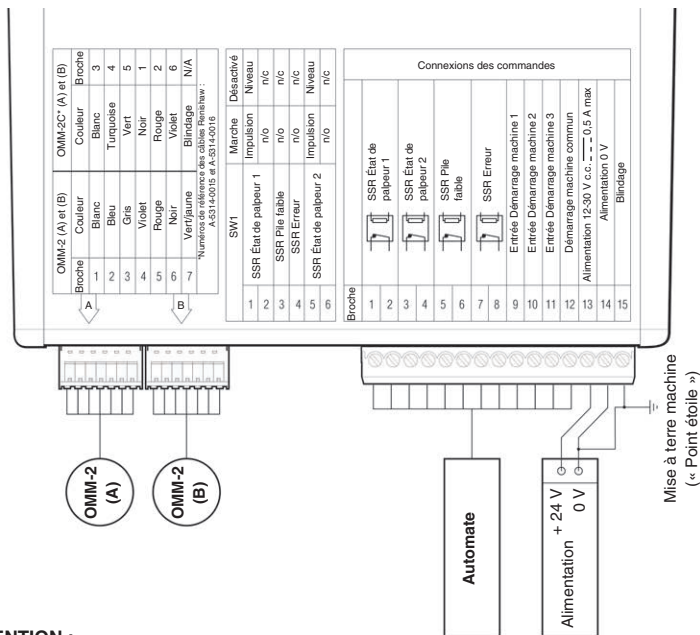 OMM-2 (A) et (B) OMM-2C* (A) et (B)
Broche Couleur Couleur Broche
1 Blanc Blanc 3
2 Bleu Turquoise 4
3 Gris Vert 5
4 Violet Noir 1
5 Rouge Rouge 2
6 Noir Violet 6
7 Vert/jaune Blindage N/A
*Numéros de référence des câbles Renishaw :
A-5314-0015 et A-5314-0016
A
B
SW1 Marche Désactivé
1 SSR État de palpeur 1 Impulsion Niveau
2 n/o n/c
3 SSR Pile faible n/o n/c
4 SSR Erreur n/o n/c
5 SSR État de palpeur 2 Impulsion Niveau
6 n/o n/c
Connexions des commandes
Broche
1
2
SSR État de
palpeur 1
3
4
SSR État de
palpeur 2
5
6
SSR Pile
faible
7
8
SSR Erreur
9 Entrée Démarrage machine 1
10 Entrée Démarrage machine 2
11 Entrée Démarrage machine 3
12 Démarrage machine commun
13 Alimentation 12-30 V c.c. 0,5 A max
14 Alimentation 0 V
15 Blindage
OMM-2
(A)
OMM-2
(B)
Automate
Alimentation
+ 24 V
0 V
Mise à terre machine
(« Point étoile »)
ENTION :